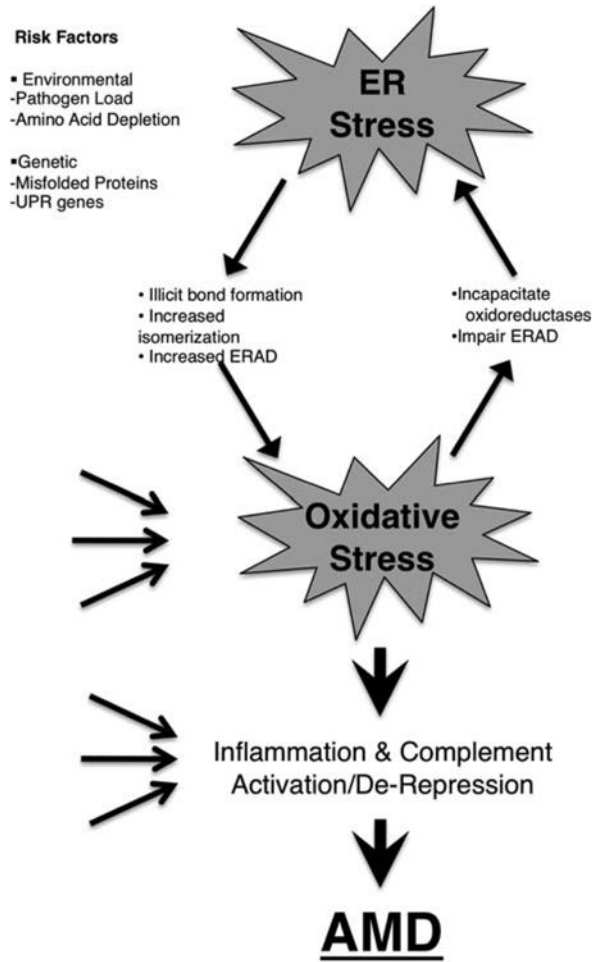 Risk Factors
▪ Environmental
-Pathogen Load
-Amino Acid Depletion
▪Genetic
-Misfolded Proteins
-UPR genes
ER
Stress
• Illicit bond formation
• Increased
isomerization
• Increased ERAD
•Incapacitate
oxidoreductases
•Impair ERAD
Oxidative
Stress
Inflammation & Complement
Activation/De-Repression
AMD